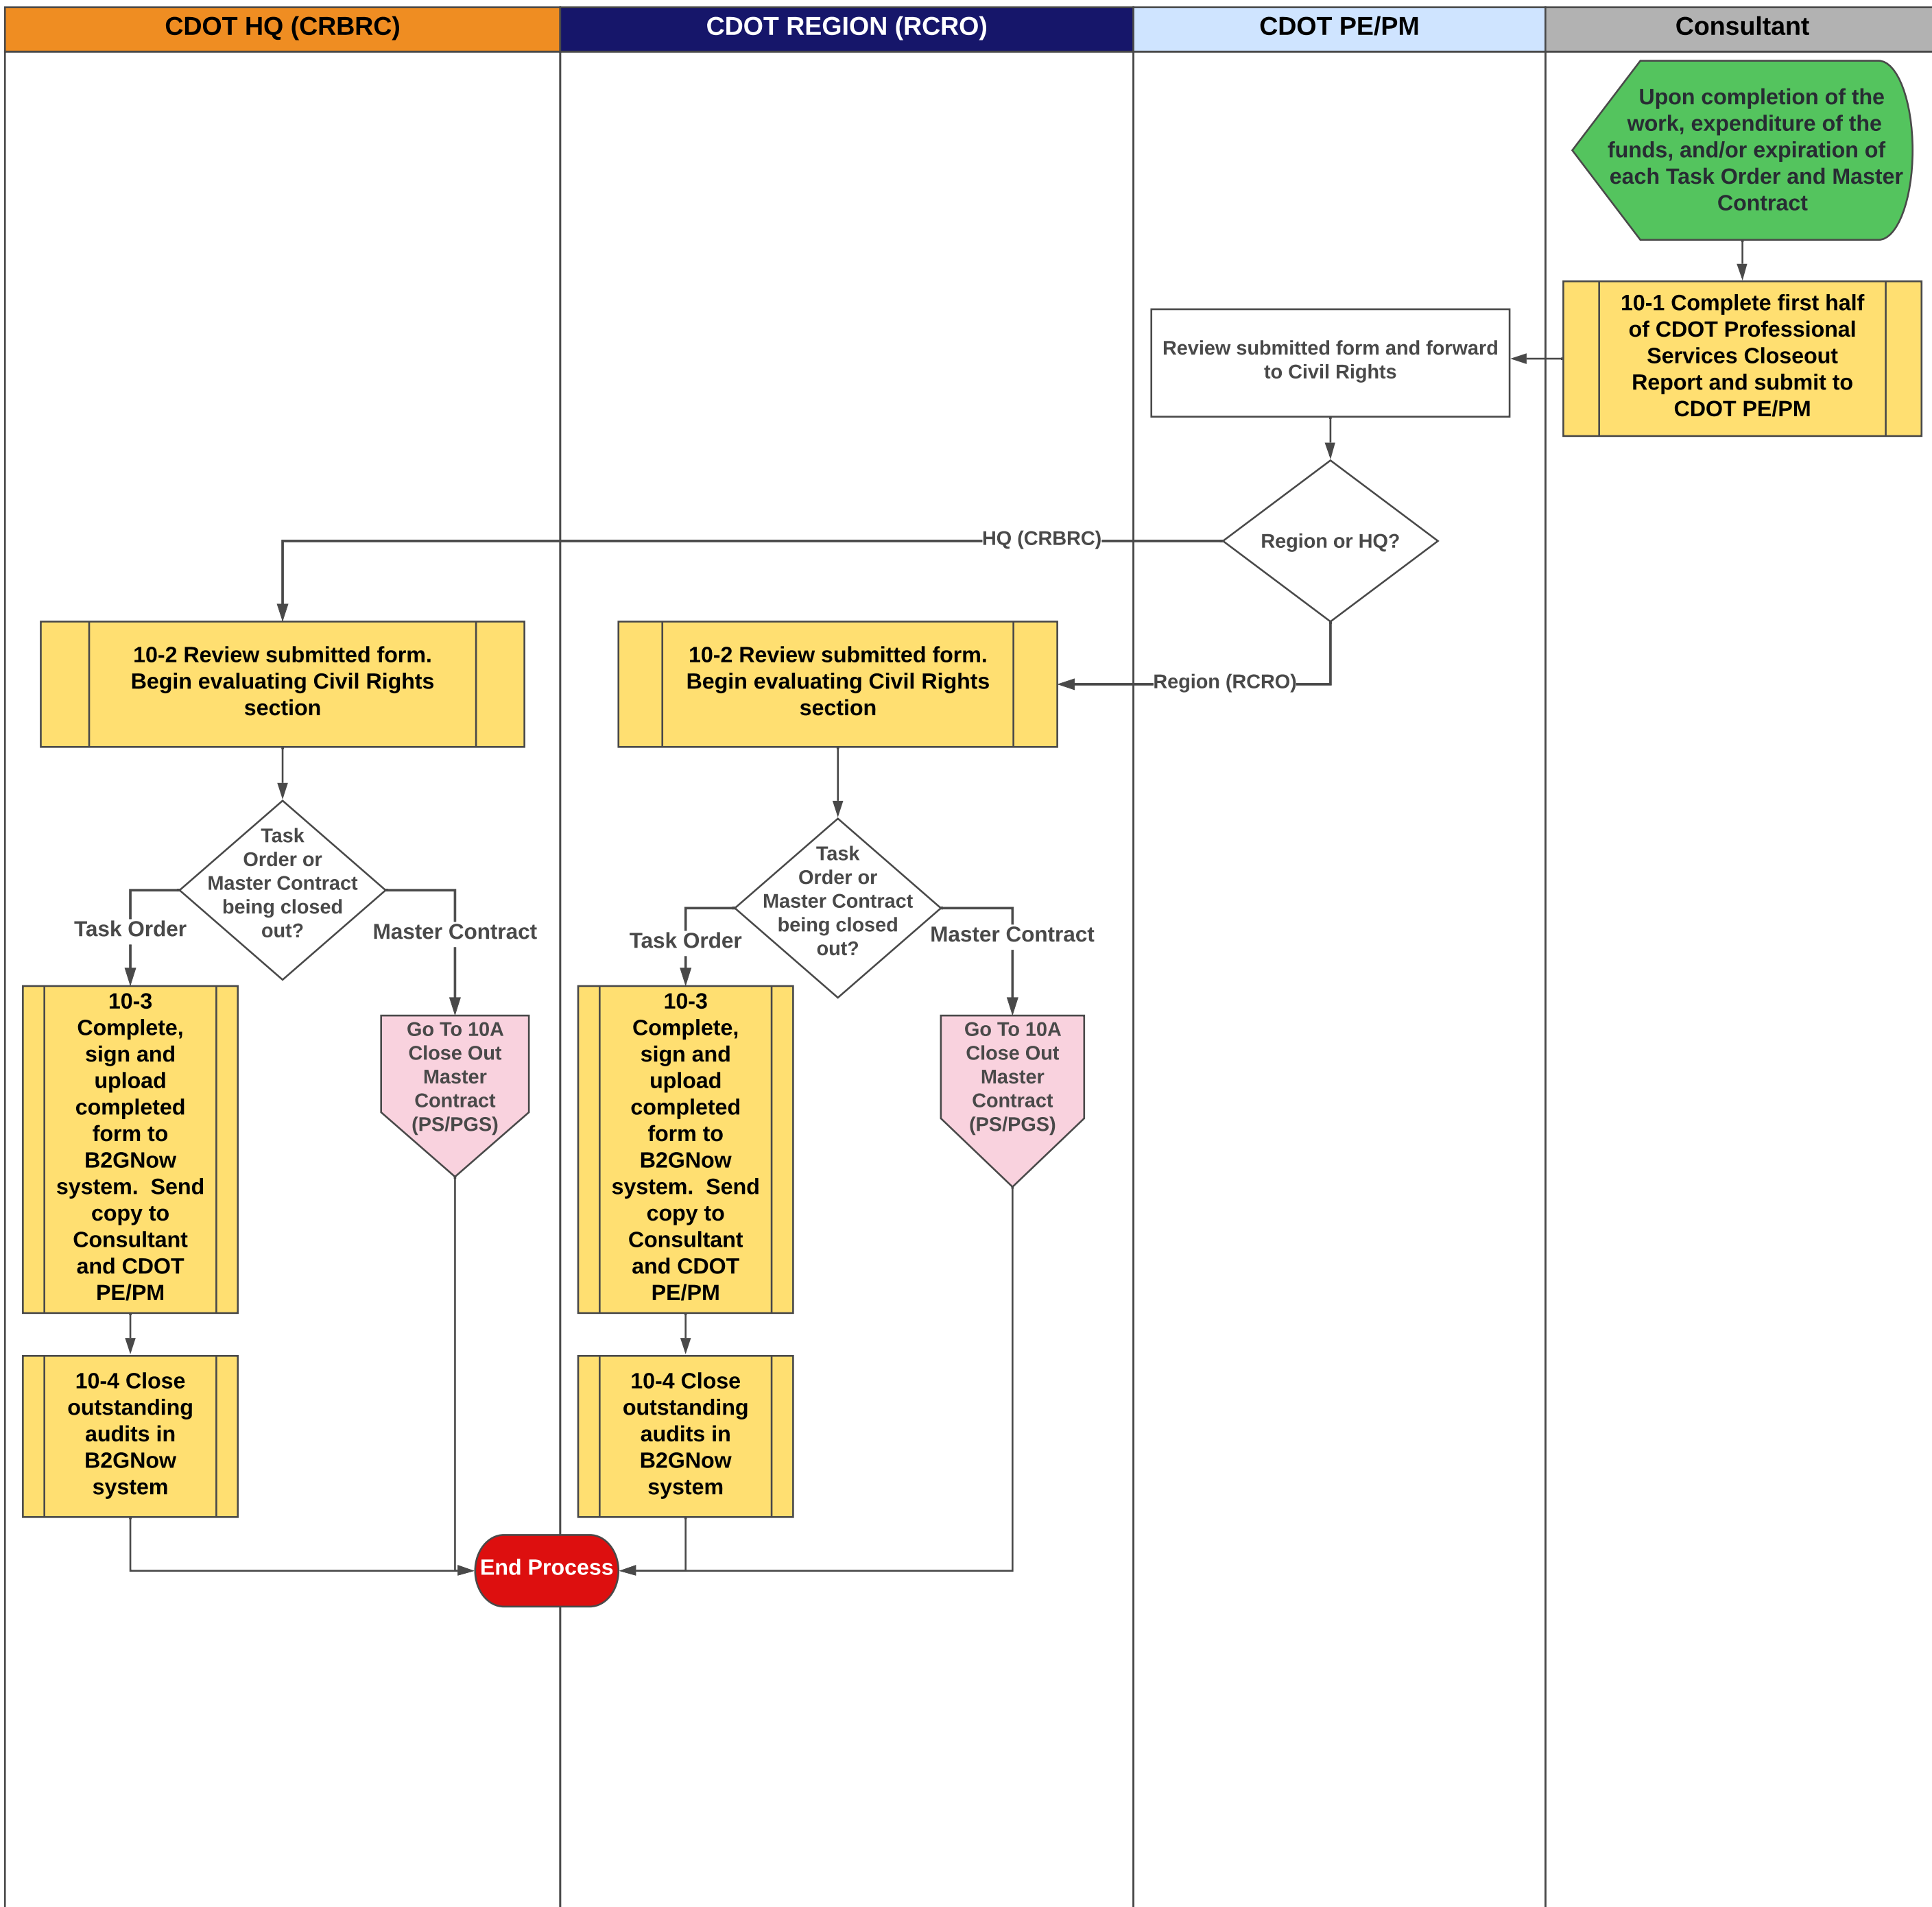 CDOT HQ (CRBRC)
CDOT REGION (RCRO)
CDOT PE/PM
Consultant
Upon completion of the
work, expenditure of the
funds, and/or expiration of
each Task Order and Master
Contract
10-1 Complete first half
of CDOT Professional
Services Closeout
Report and submit to
CDOT PE/PM
Review submitted form and forward
to Civil Rights
Region or HQ?
HQ (CRBRC)
Region (RCRO)
10-2 Review submitted form.
Begin evaluating Civil Rights
section
Task
Order or
Master Contract
being closed
out?
Task Order
Master Contract
10-3
Complete,
sign and
upload
completed
form to
B2GNow
system.  Send
copy to
Consultant
and CDOT
PE/PM
Go To 10A
Close Out
Master
Contract
(PS/PGS)
10-4 Close
outstanding
audits in
B2GNow
system
10-2 Review submitted form.
Begin evaluating Civil Rights
section
Task
Order or
Master Contract
being closed
out?
Task Order
Master Contract
10-3
Complete,
sign and
upload
completed
form to
B2GNow
system.  Send
copy to
Consultant
and CDOT
PE/PM
Go To 10A
Close Out
Master
Contract
(PS/PGS)
10-4 Close
outstanding
audits in
B2GNow
system
End Process